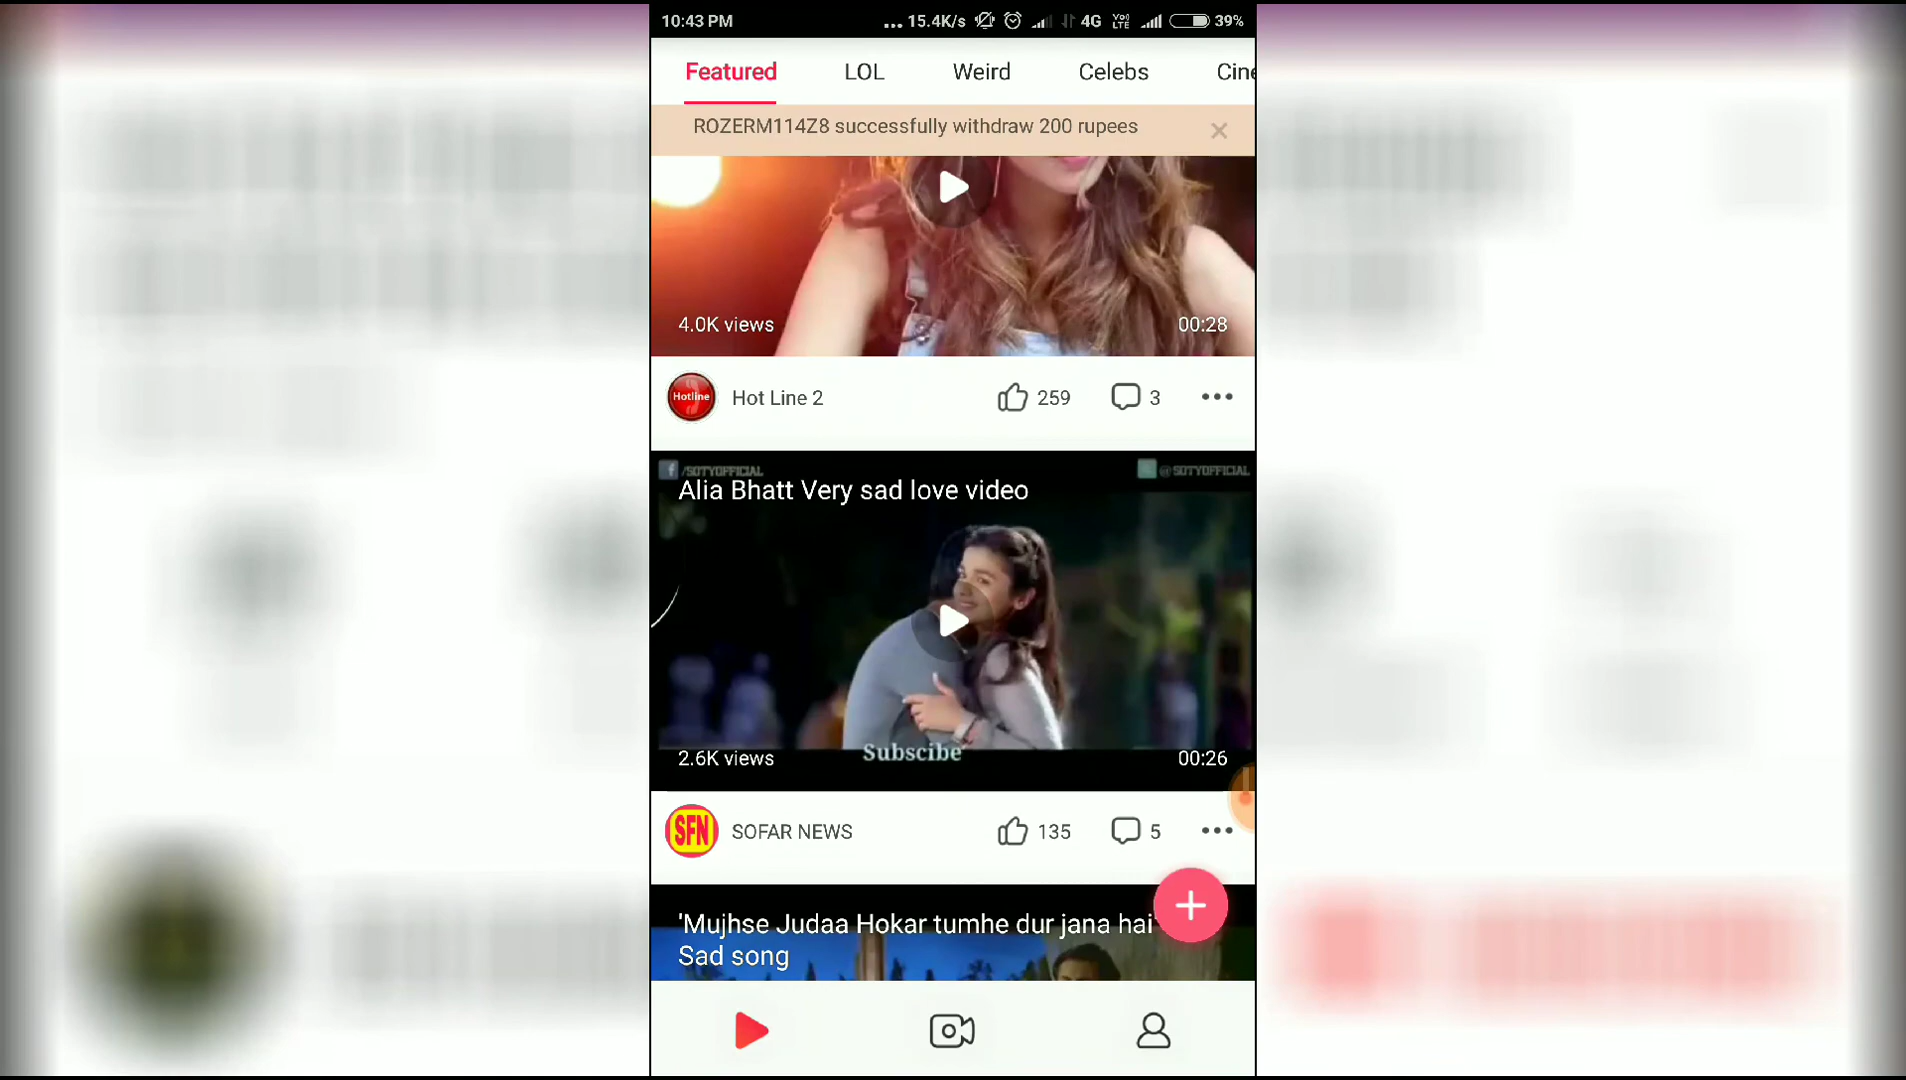 10:43 PM
... 15.4K/s 4G Yo) LTE 39%
Featured LOL Weird Celebs Cine
ROZERM114Z8 successfully withdraw 200 rupees
4.0K views 00:28
Hotline Hot Line 2 259 3
/SOTYOFFICIAL @SOTYOFFICIAL
Alia Bhatt Very sad love video
Subscibe
2.6K views 00:26
SFN SOFAR NEWS 135 5
'Mujhse Judaa Hokar tumhe dur jana hai'
Sad song